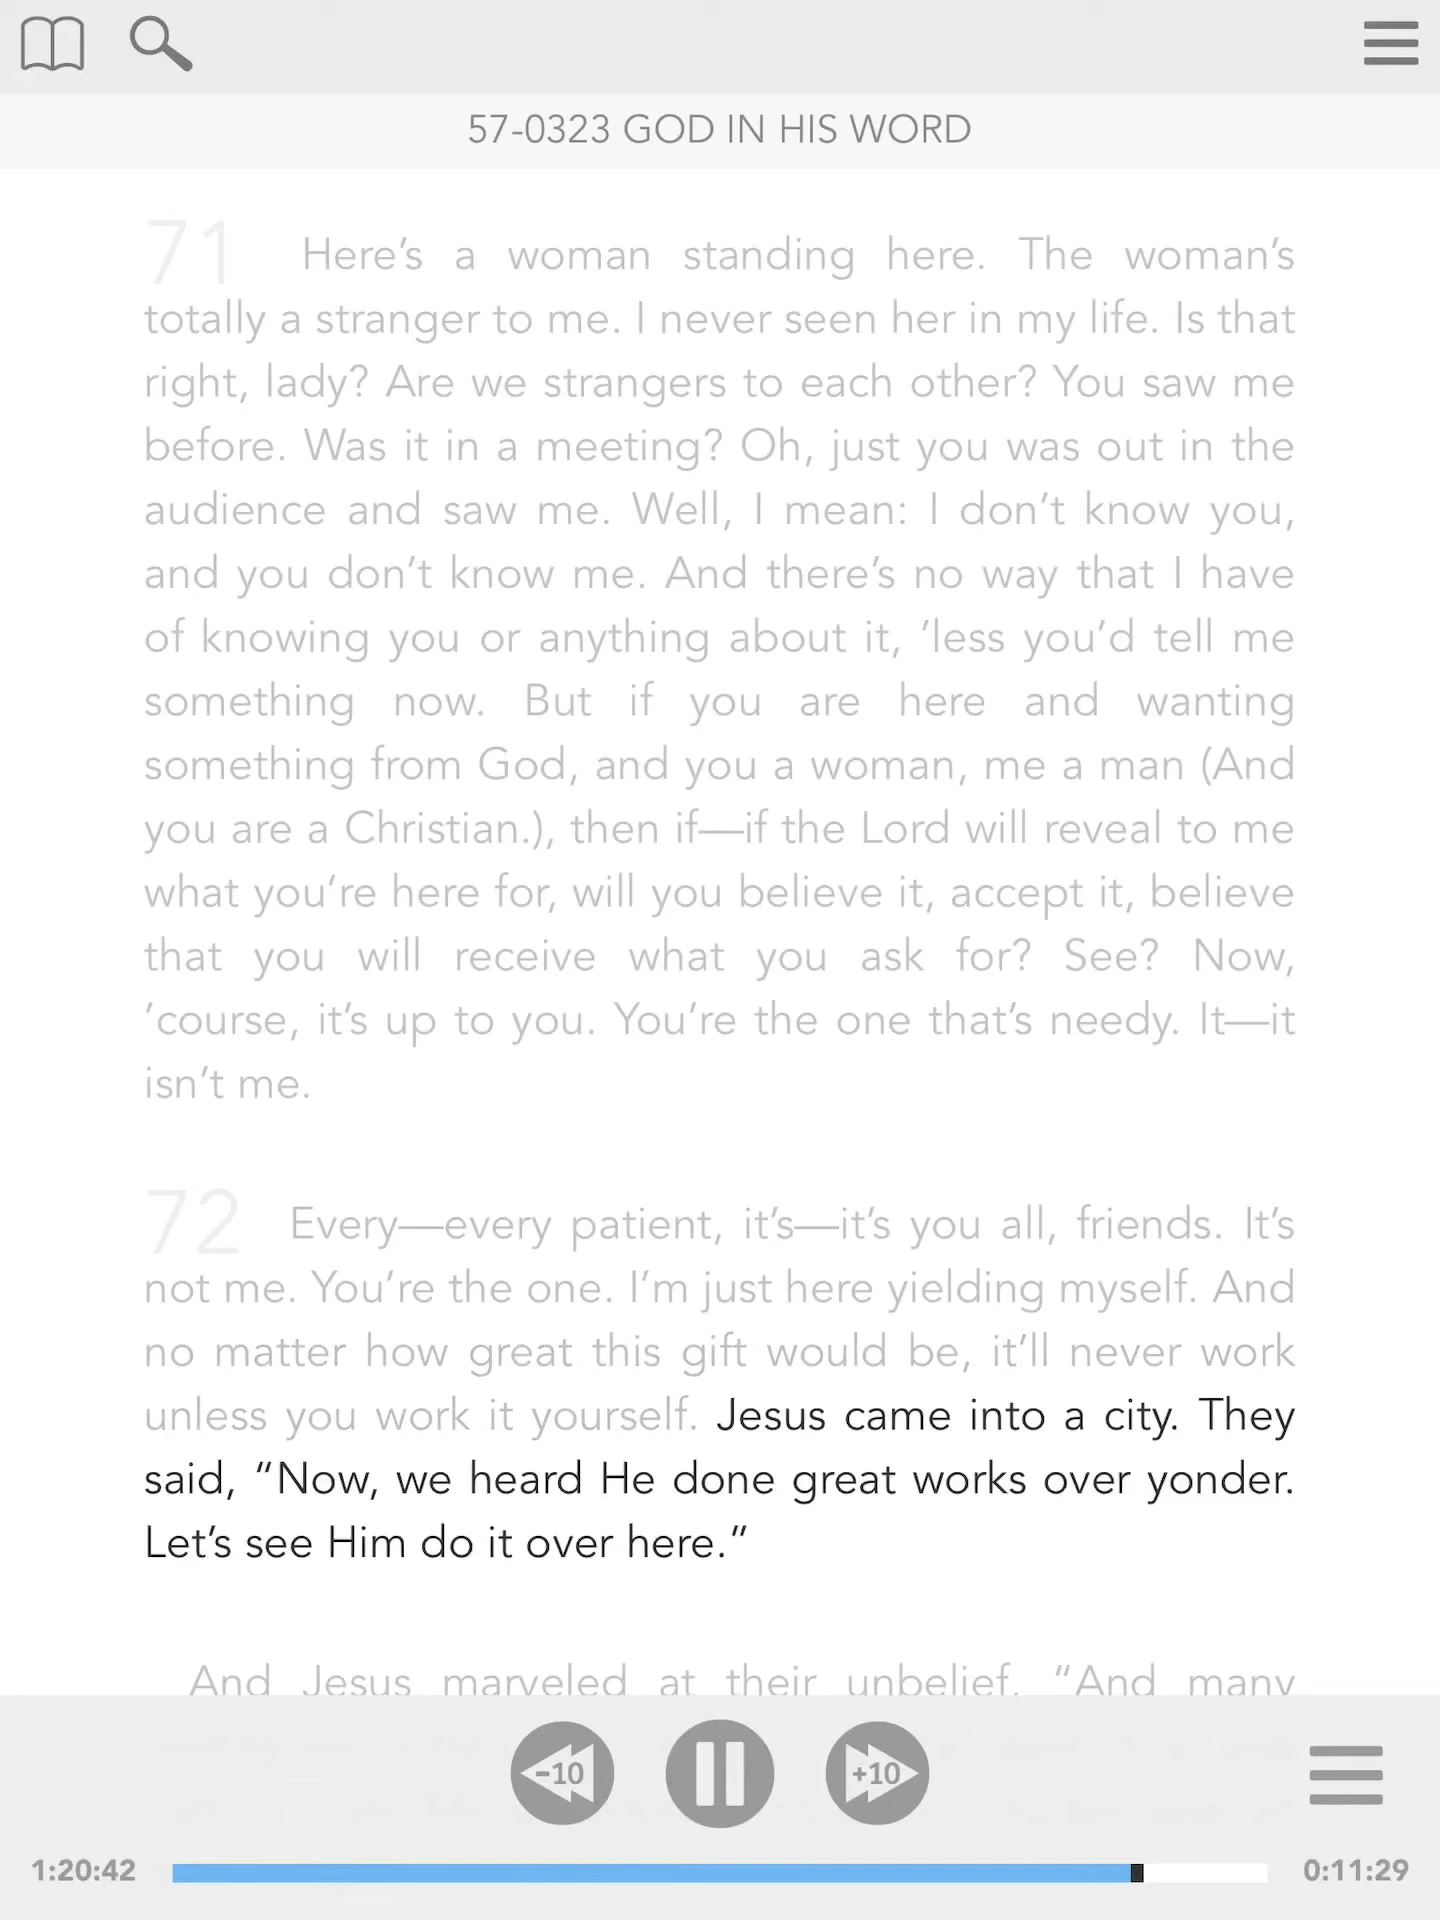 57-0323 GOD IN HIS WORD
71 Here’s a woman standing here. The woman’s
totally a stranger to me. I never seen her in my life. Is that
right, lady? Are we strangers to each other? You saw me
before. Was it in a meeting? Oh, just you was out in the
audience and saw me. Well, I mean: I don’t know you,
and you don’t know me. And there’s no way that I have
of knowing you or anything about it, ’less you’d tell me
something now. But if you are here and wanting
something from God, and you a woman, me a man (And
you are a Christian.), then if—if the Lord will reveal to me
what you’re here for, will you believe it, accept it, believe
that you will receive what you ask for? See? Now,
’course, it’s up to you. You’re the one that’s needy. It—it
isn’t me.
72 Every—every patient, it’s—it’s you all, friends. It’s
not me. You’re the one. I’m just here yielding myself. And
no matter how great this gift would be, it’ll never work
unless you work it yourself. Jesus came into a city. They
said, “Now, we heard He done great works over yonder.
Let’s see Him do it over here.”
And Jesus marveled at their unbelief. “And many
-10 +10
1:20:42 0:11:29